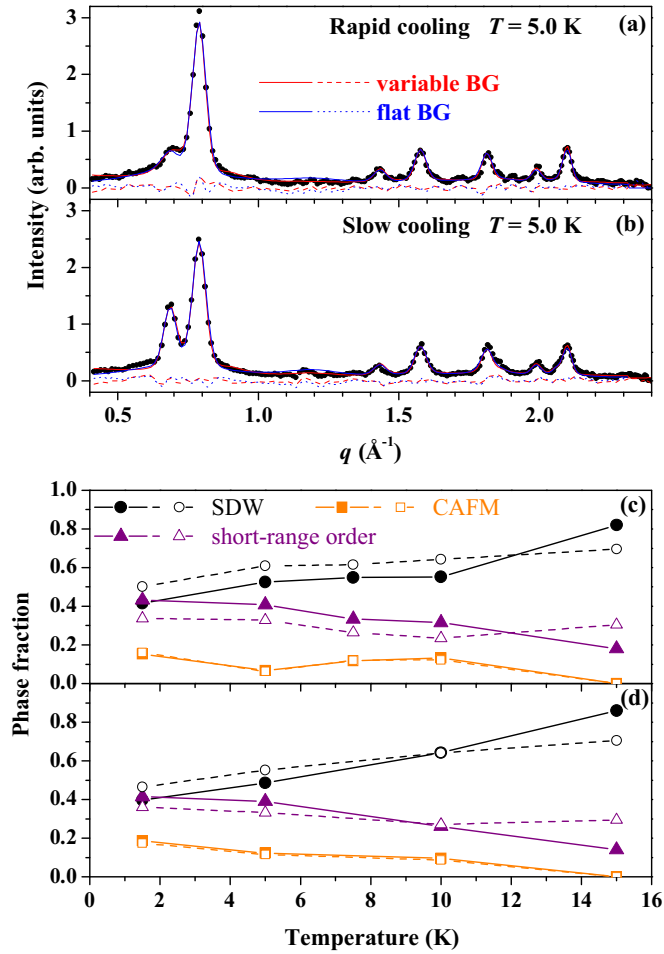 Rapid cooling T = 5.0 K (a)
variable BG
flat BG
3
2
1
0
Slow cooling T = 5.0 K (b)
3
2
1
0
Intensity (arb. units)
0.5 1.0 1.5 2.0
q (Å⁻¹)
SDW CAFM (c)
short-range order
1.0
0.8
0.6
0.4
0.2
0.0
(d)
0.8
0.6
0.4
0.2
0.0
Phase fraction
0 2 4 6 8 10 12 14 16
Temperature (K)